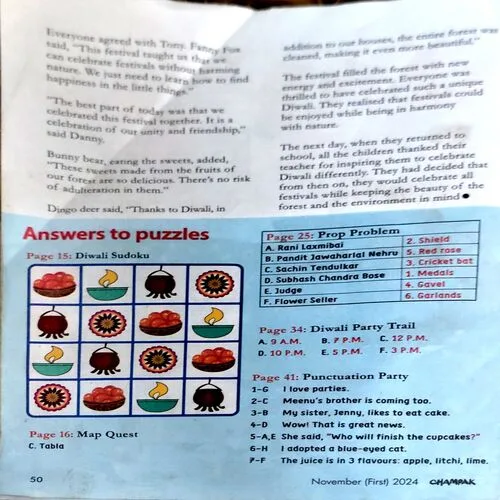 Everyone agreed with Tony. Fanny Fox
said, "This festival taught us that we
can celebrate festivals without harming
nature. We just need to learn how to find
happiness in the little things."
"The best part of today was that we
celebrated this festival together. It is a
celebration of our unity and friendship,"
said Danny.
Bunny bear, eating the sweets, added,
"These sweets made from the fruits of
our forest are so delicious. There's no risk
of adulteration in them."
Dingo deer said, "Thanks to Diwali, in
addition to our houses, the entire forest was
cleaned, making it even more beautiful."
The festival filled the forest with new
energy and excitement. Everyone was
thrilled to have celebrated such a unique
Diwali. They realised that festivals could
be enjoyed while being in harmony
with nature.
The next day, when they returned to
school, all the children thanked their
teacher for inspiring them to celebrate
Diwali differently. They had decided that
from then on, they would celebrate all
festivals while keeping the beauty of the
forest and the environment in mind
Answers to puzzles
Page 15: Diwali Sudoku
Page 16: Map Quest
C. Tabla
Page 25: Prop Problem
A. Rani Laxmibai 2. Shield
B. Pandit Jawaharlal Nehru 5. Red rose
C. Sachin Tendulkar 3. Cricket bat
D. Subhash Chandra Bose 1. Medals
E. Judge 4. Gavel
F. Flower Seller 6. Garlands
Page 34: Diwali Party Trail
A. 9 A.M. B. 7 P.M. C. 12 P.M.
D. 10 P.M. E. 5 P.M. F. 3 P.M.
Page 41: Punctuation Party
1-G I love parties.
2-C Meenu's brother is coming too.
3-B My sister, Jenny, likes to eat cake.
4-D Wow! That is great news.
5-A,E She said, "Who will finish the cupcakes?"
6-H I adopted a blue-eyed cat.
7-F The juice is in 3 flavours: apple, litchi, lime.
50
November (First) 2024 CHAMPAK